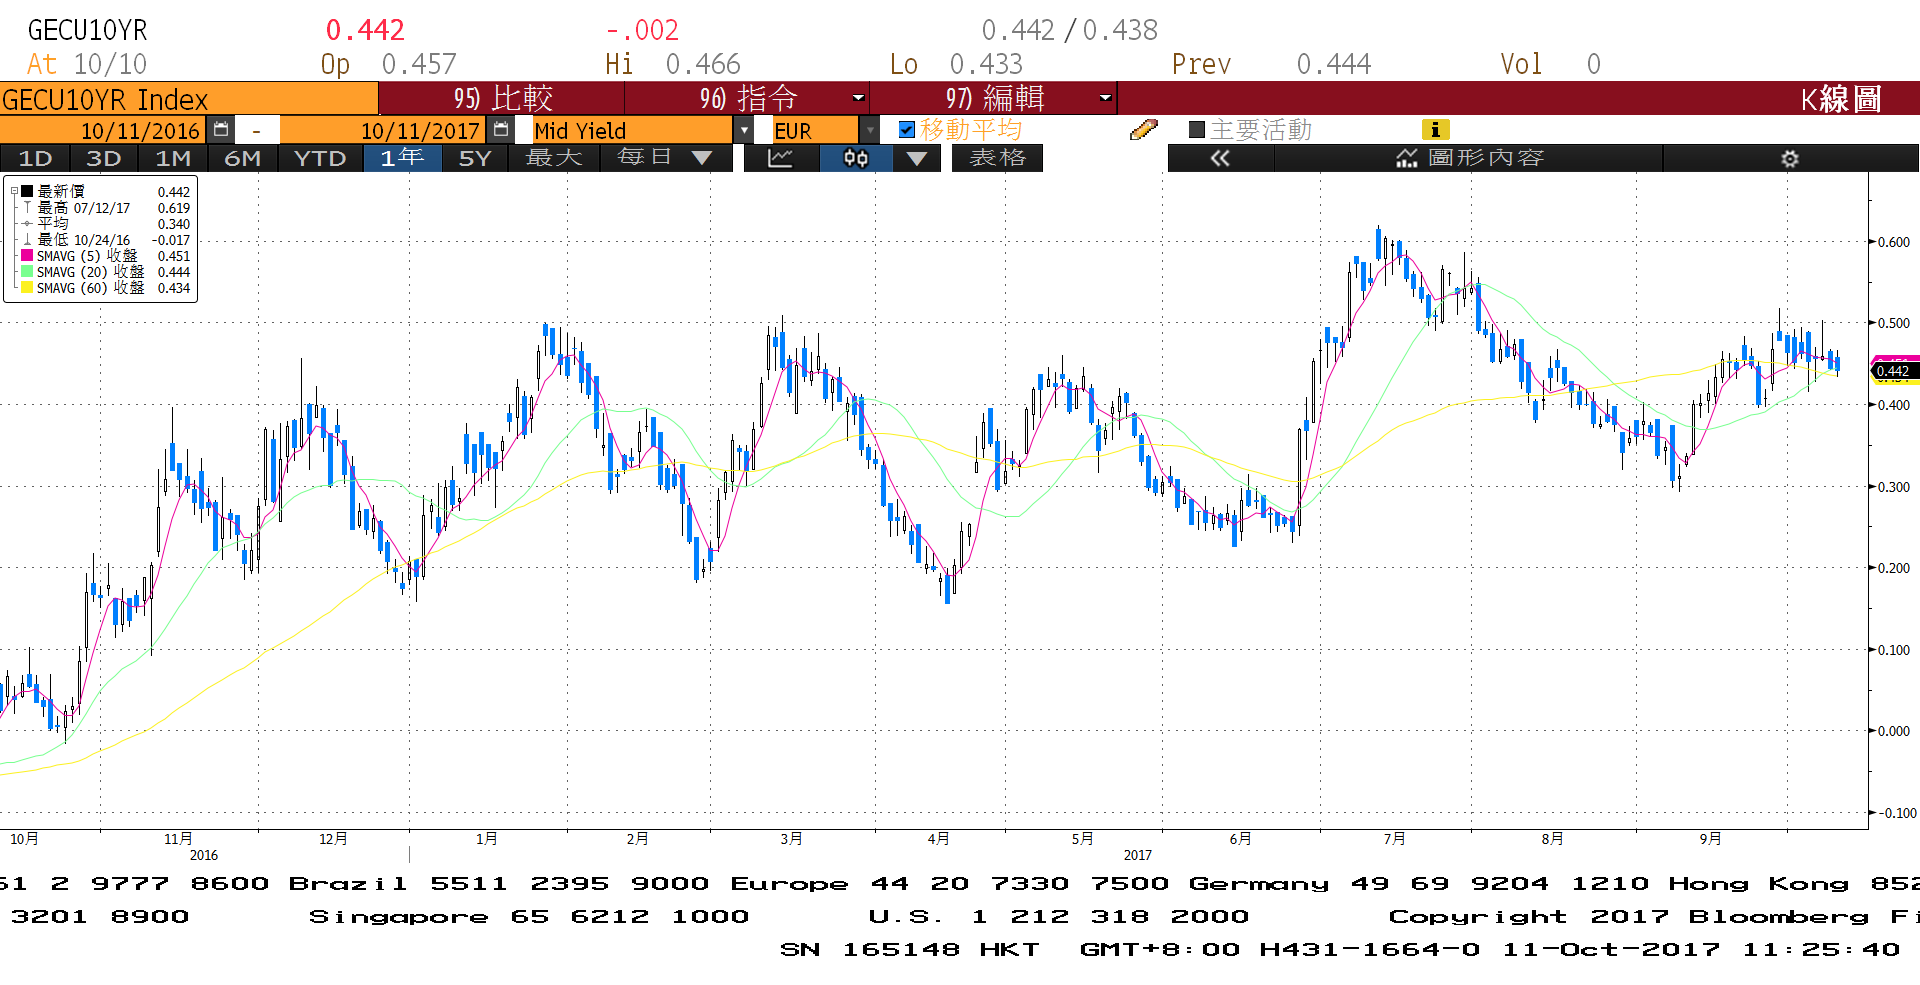 GECU10YR 0.442 -.002 0.442/0.438
At 10/10 Op 0.457 Hi 0.466 Lo 0.433 Prev 0.444 Vol 0
GECU10YR Index 95) 比較 96) 指令 97) 編輯 K線圖
10/11/2016 - 10/11/2017 Mid Yield EUR 移動平均 主要活動
1D 3D 1M 6M YTD 1年 5Y 最大 每日 表格 « 圖形內容
最新價 0.442
最高 07/12/17 0.619
平均 0.340
最低 10/24/16 -0.017
SMAVG (5) 收盤 0.451
SMAVG (20) 收盤 0.444
SMAVG (60) 收盤 0.434
0.600
0.500
0.442
0.400
0.300
0.200
0.100
0.000
-0.100
10月 11月 12月 1月 2月 3月 4月 5月 6月 7月 8月 9月
2016 2017
61 2 9777 8600 Brazil 5511 2395 9000 Europe 44 20 7330 7500 Germany 49 69 9204 1210 Hong Kong 852
3201 8900 Singapore 65 6212 1000 U.S. 1 212 318 2000 Copyright 2017 Bloomberg Fi
SN 165148 HKT GMT+8:00 H431-1664-0 11-Oct-2017 11:25:40